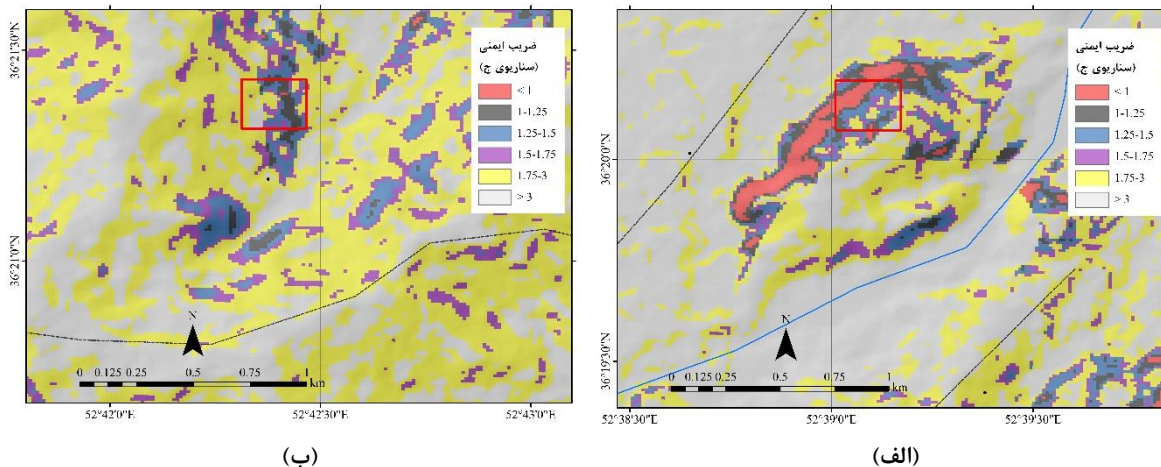 ضریب ایمنی
(سناریوی ج)
< 1
1-1.25
1.25-1.5
1.5-1.75
1.75-3
> 3
36°20'0"N
36°19'30"N
N
0 0.125 0.25 0.5 0.75 1
km
52°38'30"E 52°39'0"E 52°39'30"E
(الف)
ضریب ایمنی
(سناریوی ج)
< 1
1-1.25
1.25-1.5
1.5-1.75
1.75-3
> 3
36°21'30"N
36°21'0"N
N
0 0.125 0.25 0.5 0.75 1
km
52°42'0"E 52°42'30"E 52°43'0"E
(ب)